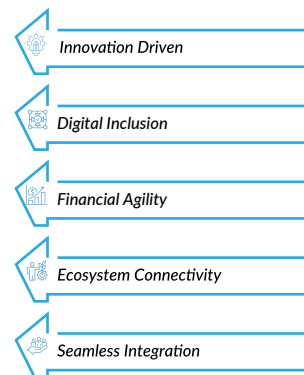 Innovation Driven
Digital Inclusion
Financial Agility
Ecosystem Connectivity
Seamless Integration